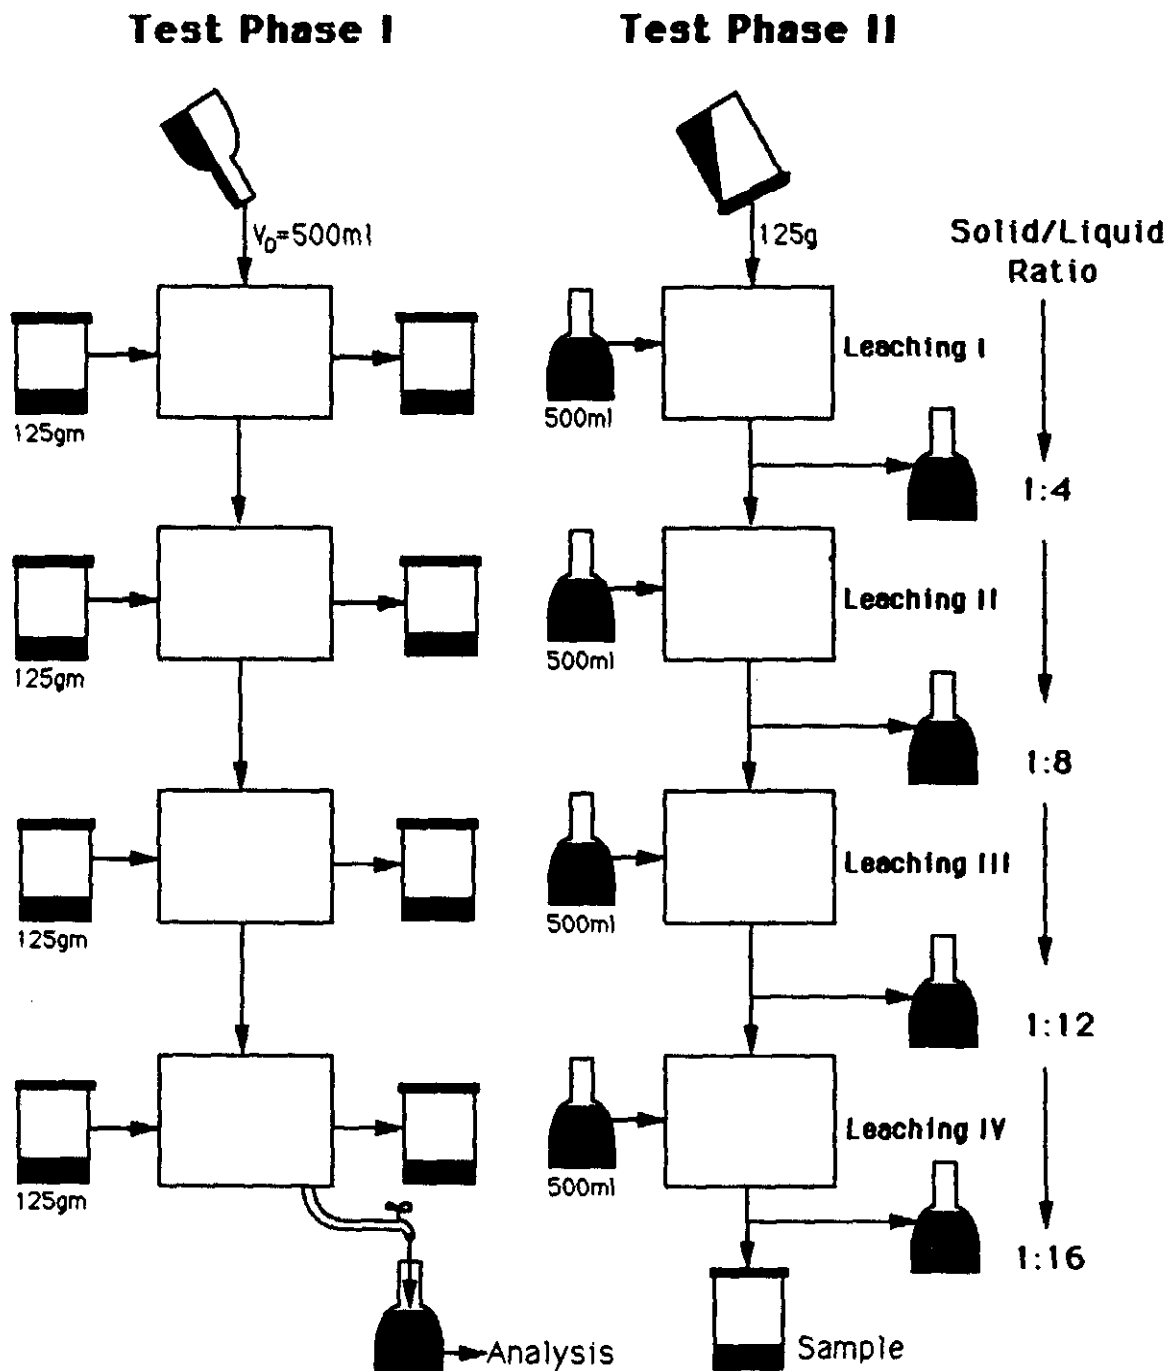 Test Phase I
Test Phase II
V₀=500ml
125g
Solid/Liquid
Ratio
Leaching I
125gm
500ml
1:4
Leaching II
125gm
500ml
1:8
Leaching III
125gm
500ml
1:12
Leaching IV
125gm
500ml
1:16
Analysis
Sample